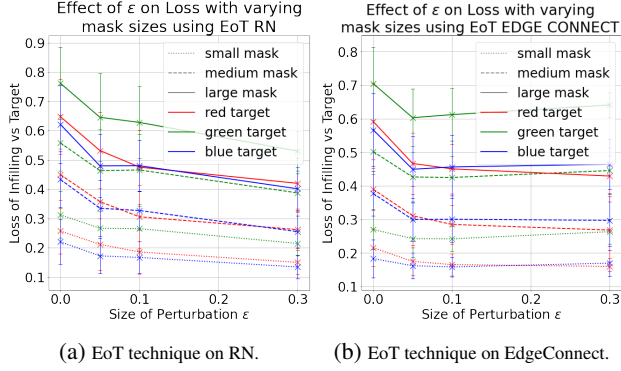 Effect of ε on Loss with varying
mask sizes using EoT RN
Loss of Infilling vs Target
0.9
0.8
0.7
0.6
0.5
0.4
0.3
0.2
0.1
small mask
medium mask
large mask
red target
green target
blue target
0.0
0.1
0.2
0.3
Size of Perturbation ε
(a) EoT technique on RN.
Effect of ε on Loss with varying
mask sizes using EoT EDGE CONNECT
Loss of Infilling vs Target
0.8
0.7
0.6
0.5
0.4
0.3
0.2
0.1
small mask
medium mask
large mask
red target
green target
blue target
0.0
0.1
0.2
0.3
Size of Perturbation ε
(b) EoT technique on EdgeConnect.